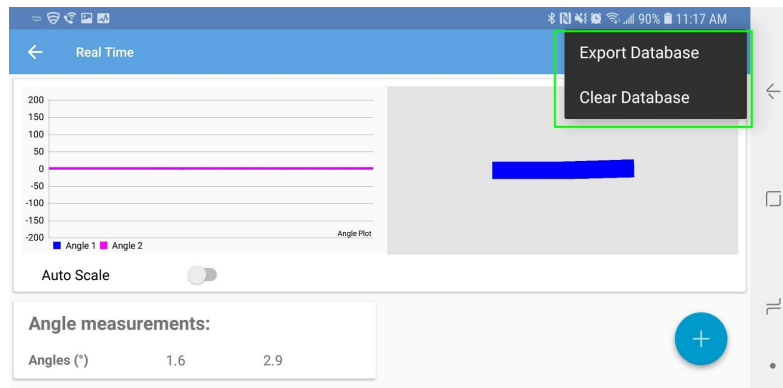 90% 11:17 AM
Real Time
Export Database
Clear Database
200
150
100
50
0
-50
-100
-150
-200
Angle Plot
Angle 1 Angle 2
Auto Scale
Angle measurements:
Angles (°) 1.6 2.9